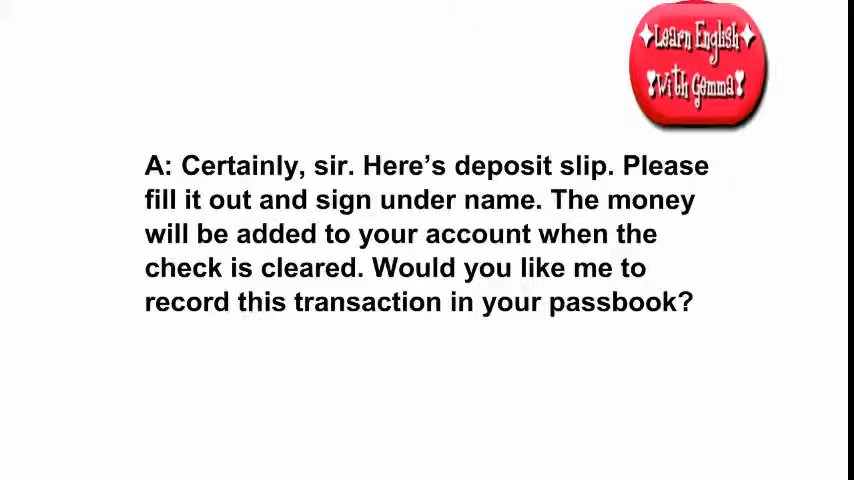 Learn English
With Gemma
A: Certainly, sir. Here’s deposit slip. Please
fill it out and sign under name. The money
will be added to your account when the
check is cleared. Would you like me to
record this transaction in your passbook?